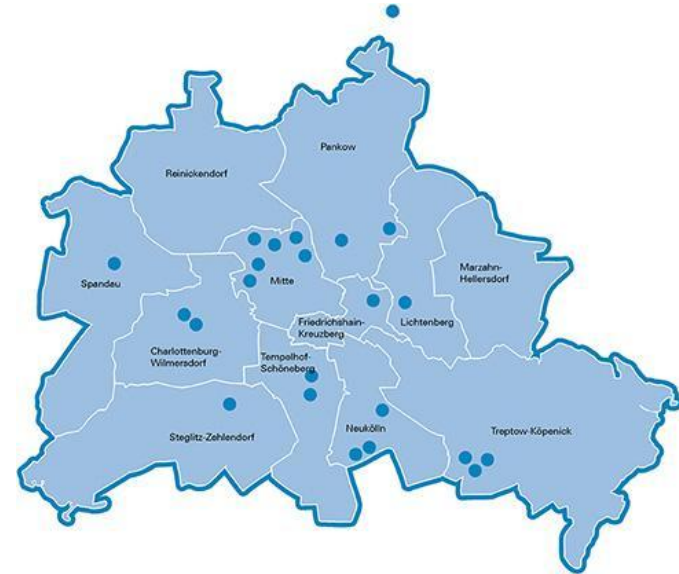 Pankow
Reinickendorf
Marzahn-
Hellersdorf
Spandau
Mitte
Friedrichshain-
Kreuzberg
Lichtenberg
Charlottenburg-
Wilmersdorf
Tempelhof-
Schöneberg
Neukölln
Treptow-Köpenick
Steglitz-Zehlendorf